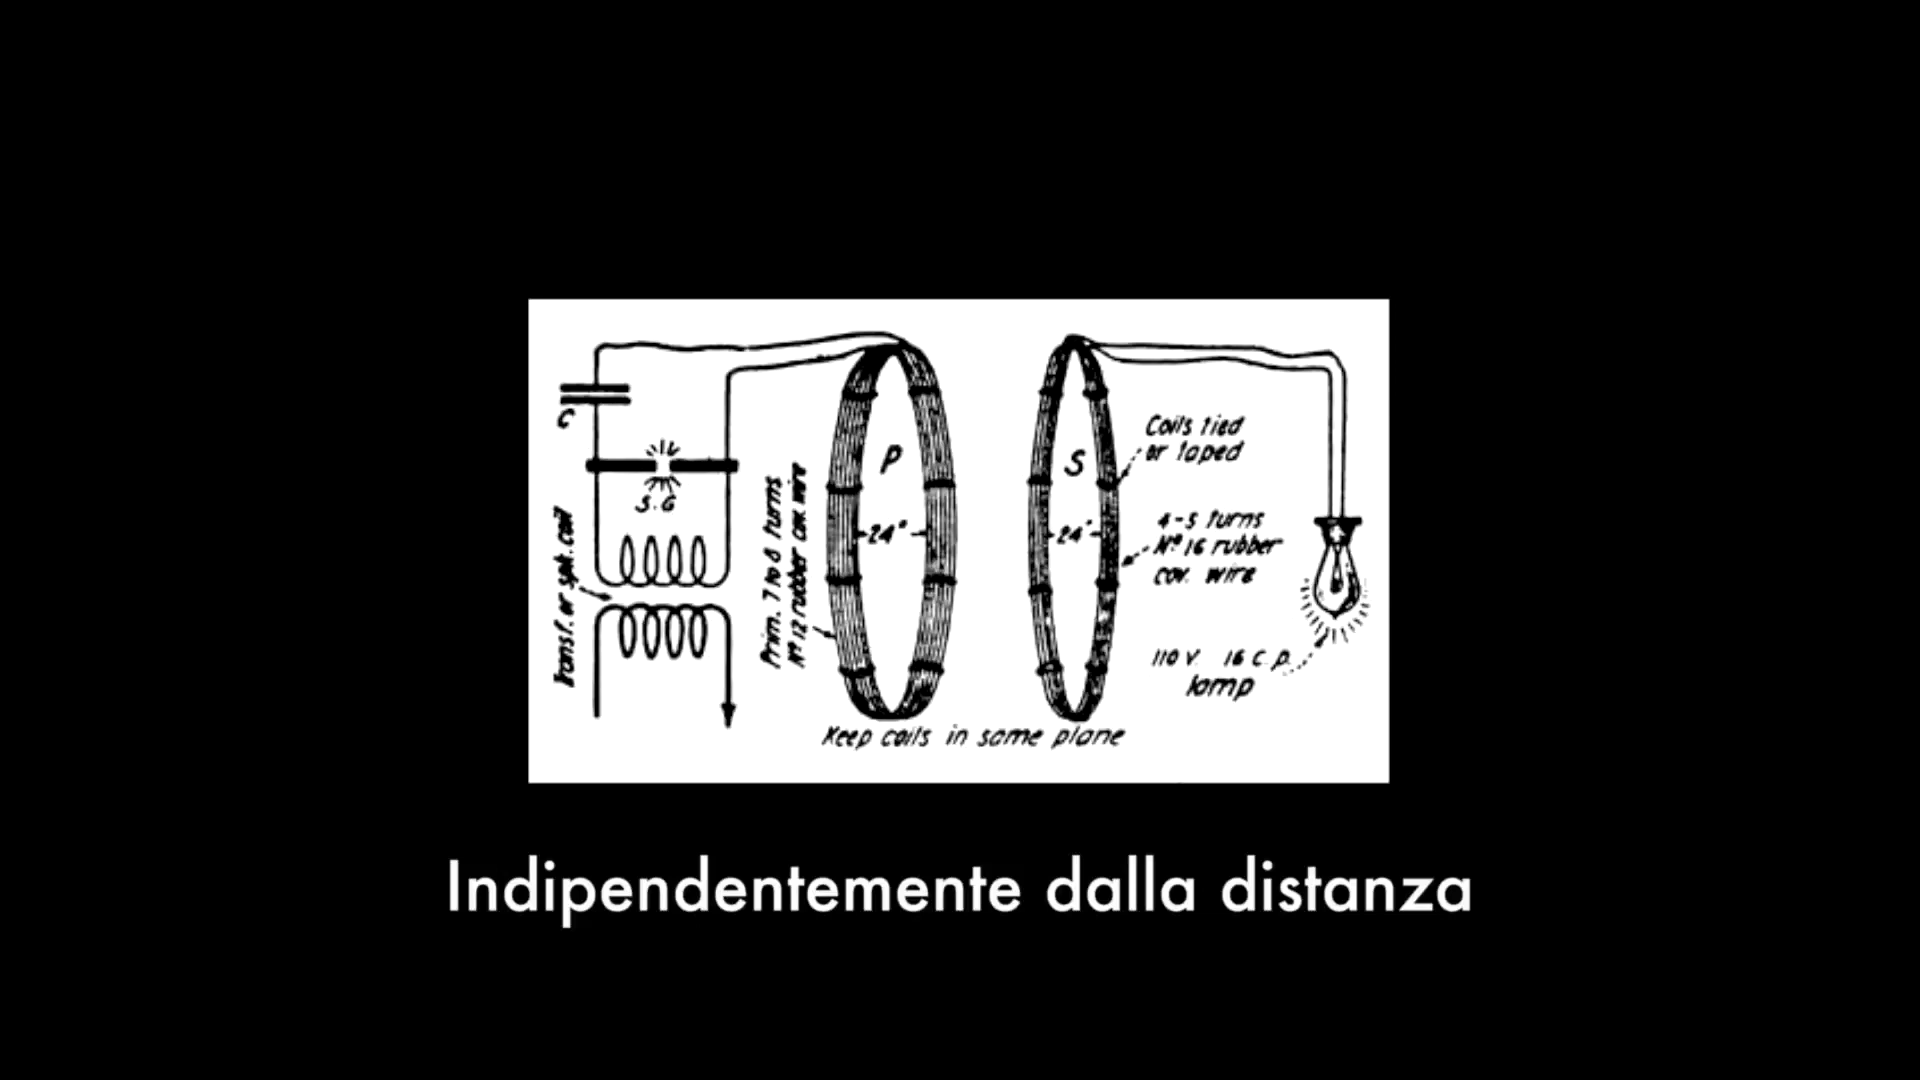 C
S.G
Transf. or spk. coil
Prim. 7 to 8 turns
Nº 12 rubber cov. wire
P
24"
S
24"
Coils tied
or taped
4-5 turns
Nº 16 rubber
cov. wire
110 V. 16 c.p.
lamp
Keep coils in same plane
Indipendentemente dalla distanza